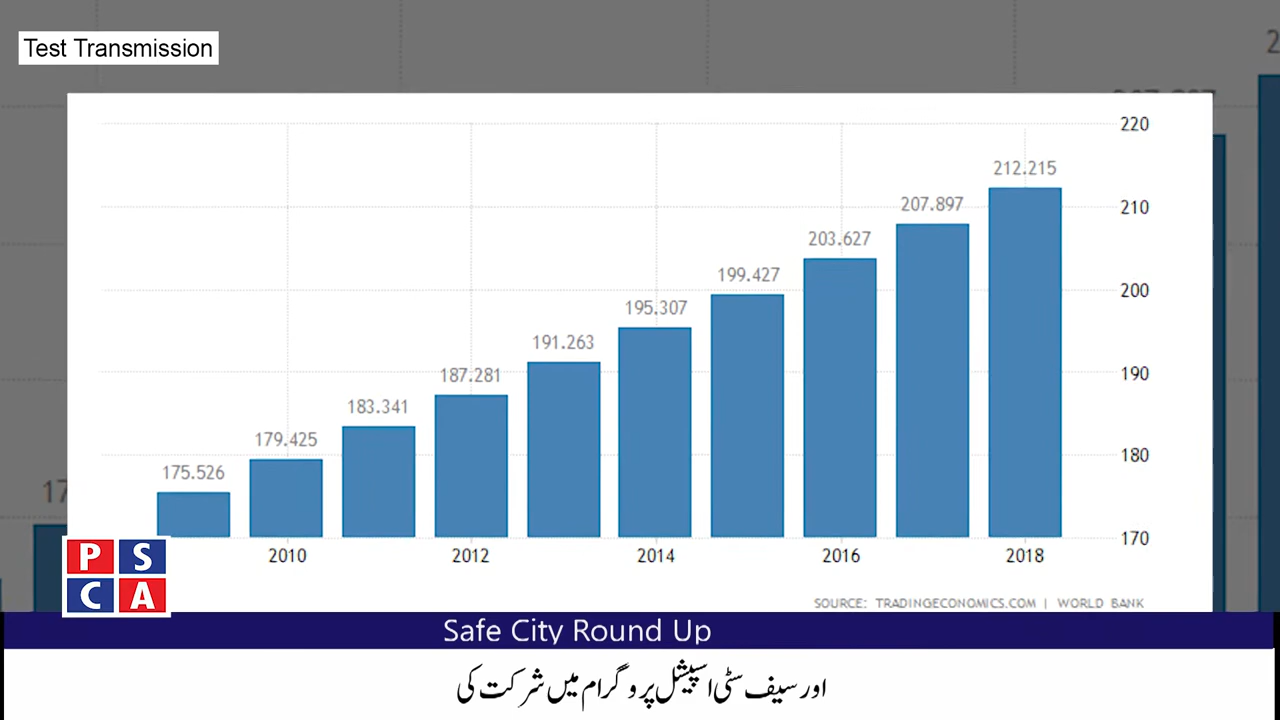 Test Transmission
220
212.215
207.897
210
203.627
199.427
200
195.307
191.263
190
187.281
183.341
179.425
180
175.526
170
2010 2012 2014 2016 2018
SOURCE: TRADINGECONOMICS.COM | WORLD BANK
P S
C A
Safe City Round Up
اور سیف سٹی اسپیشل پروگرام میں شرکت کی